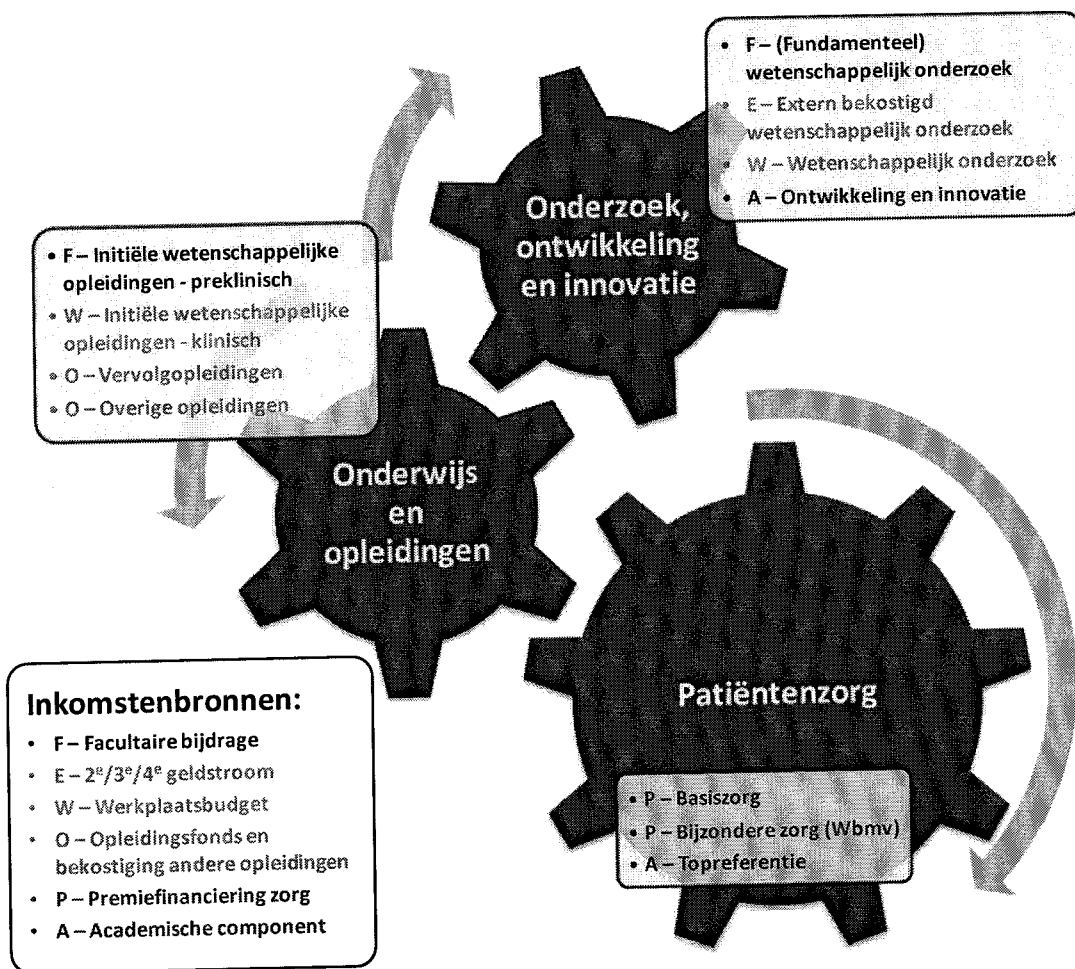 • F – (Fundamenteel)
wetenschappelijk onderzoek
• E – Extern bekostigd
wetenschappelijk onderzoek
• W – Wetenschappelijk onderzoek
• A – Ontwikkeling en innovatie
Onderzoek,
ontwikkeling
en innovatie
• F – Initiële wetenschappelijke
opleidingen - preklinisch
• W – Initiële wetenschappelijke
opleidingen - klinisch
• O – Vervolgopleidingen
• O – Overige opleidingen
Onderwijs
en
opleidingen
Patiëntenzorg
• P – Basiszorg
• P – Bijzondere zorg (Wbmv)
• A – Topreferentie
Inkomstenbronnen:
• F – Facultaire bijdrage
• E – 2ᵉ/3ᵉ/4ᵉ geldstroom
• W – Werkplaatsbudget
• O – Opleidingsfonds en
bekostiging andere opleidingen
• P – Premiefinanciering zorg
• A – Academische component